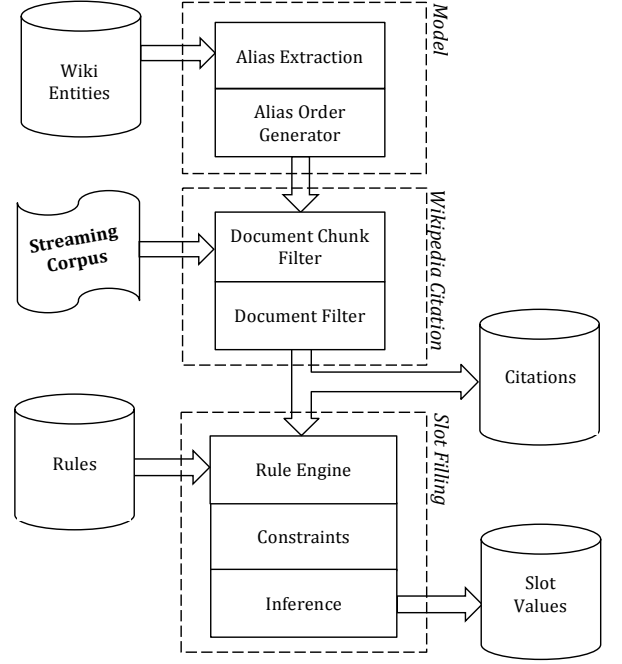 Model
Wiki
Entities
Alias Extraction
Alias Order
Generator
Streaming
Corpus
Document Chunk
Filter
Document Filter
Wikipedia Citation
Citations
Rules
Rule Engine
Constraints
Inference
Slot Filling
Slot
Values